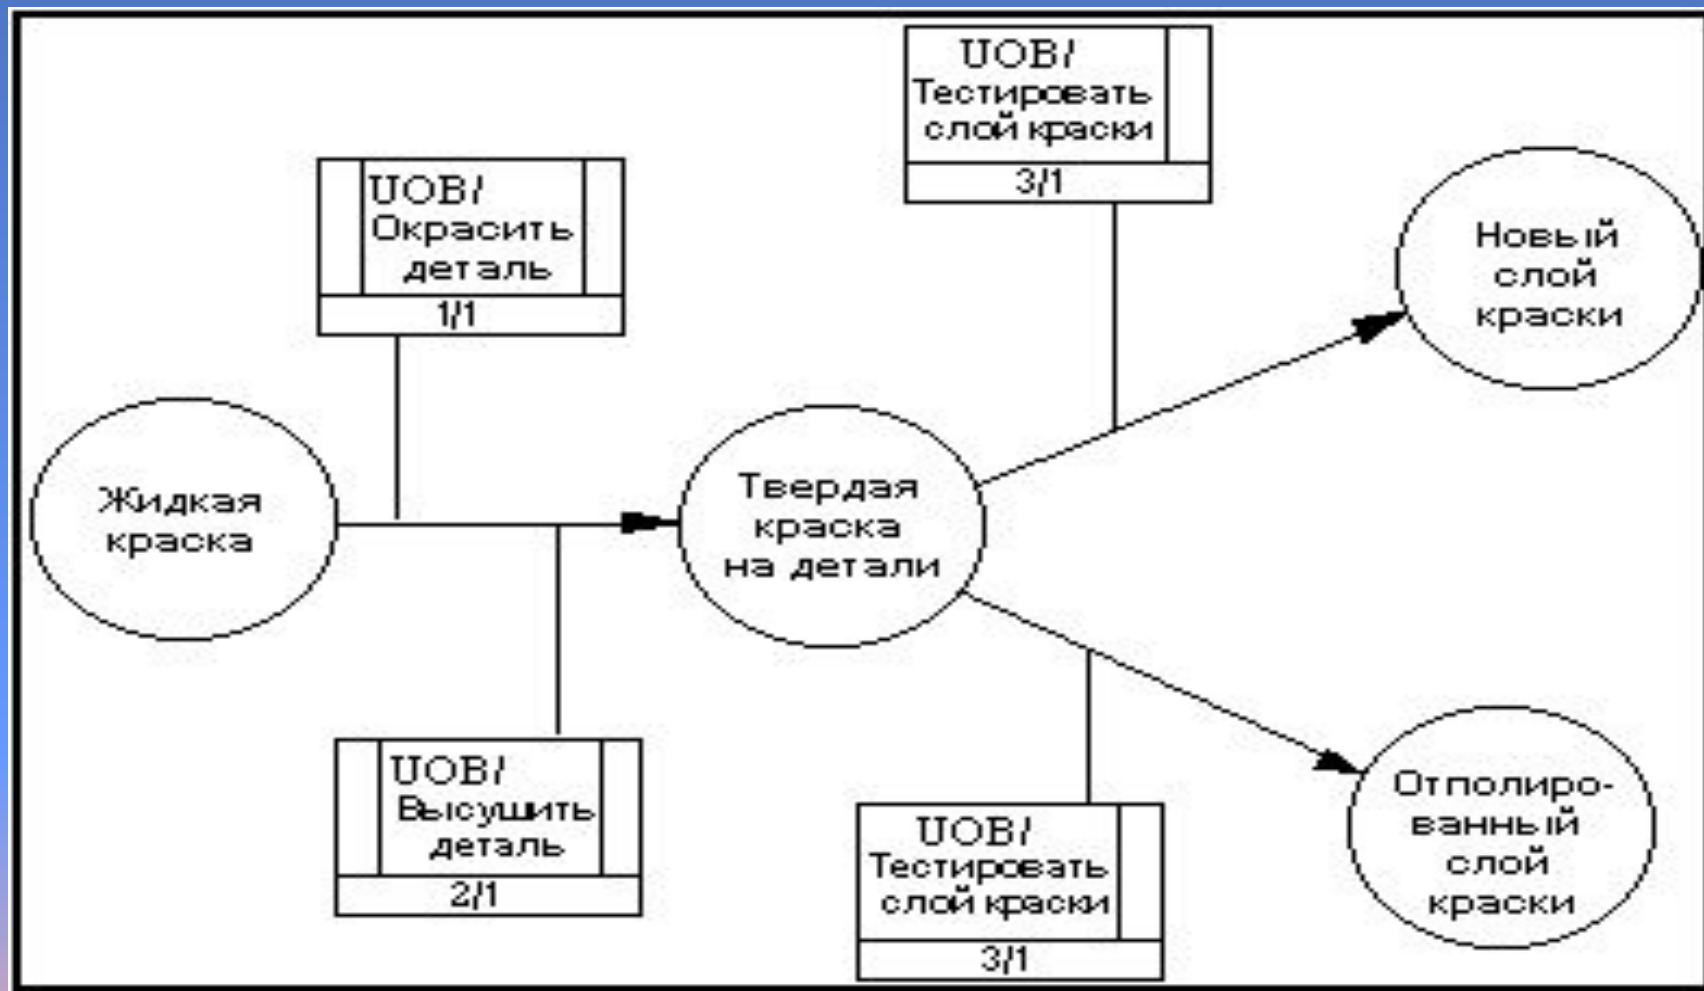 UOB/
Окрасить
деталь
1/1
UOB/
Тестировать
слой краски
3/1
Новый
слой
краски
Жидкая
краска
Твердая
краска
на детали
UOB/
Высушить
деталь
2/1
UOB/
Тестировать
слой краски
3/1
Отполиро-
ванный
слой
краски